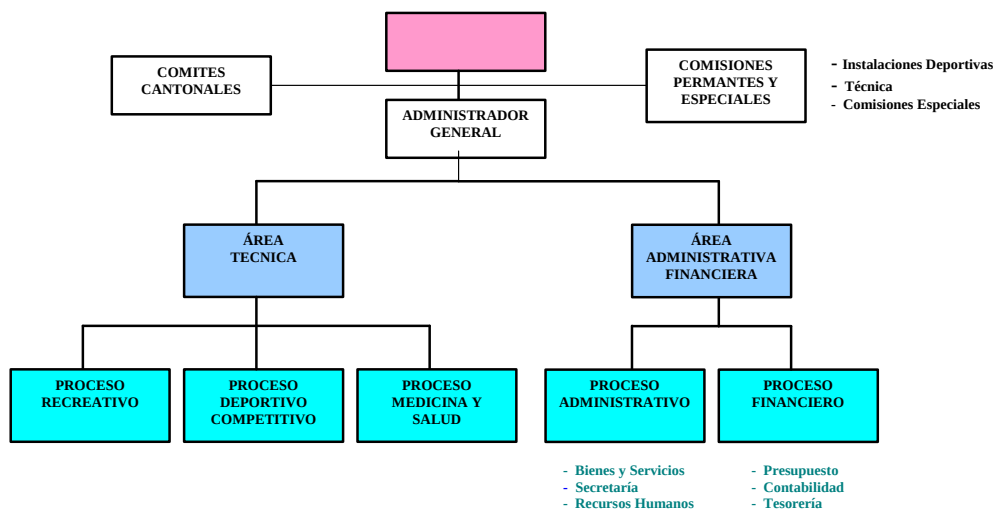 COMITES
CANTONALES
COMISIONES
PERMANTES Y
ESPECIALES
- Instalaciones Deportivas
- Técnica
- Comisiones Especiales
ADMINISTRADOR
GENERAL
ÁREA
TECNICA
ÁREA
ADMINISTRATIVA
FINANCIERA
PROCESO
RECREATIVO
PROCESO
DEPORTIVO
COMPETITIVO
PROCESO
MEDICINA Y
SALUD
PROCESO
ADMINISTRATIVO
PROCESO
FINANCIERO
- Bienes y Servicios
- Secretaría
- Recursos Humanos
- Presupuesto
- Contabilidad
- Tesorería